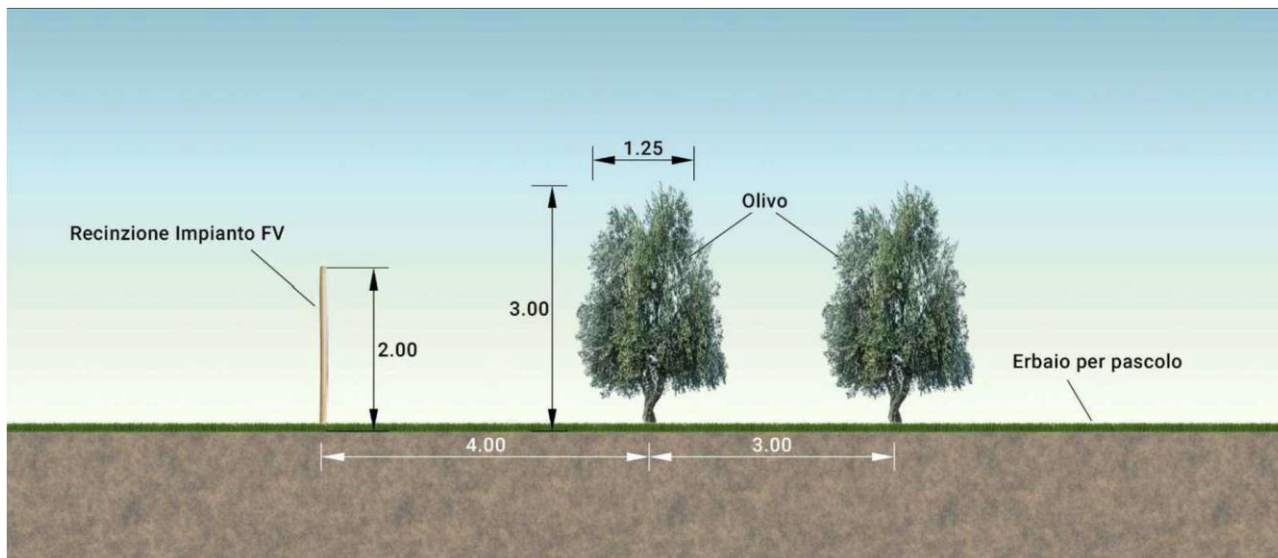 1.25
Olivo
Recinzione Impianto FV
3.00
2.00
Erbaio per pascolo
4.00
3.00